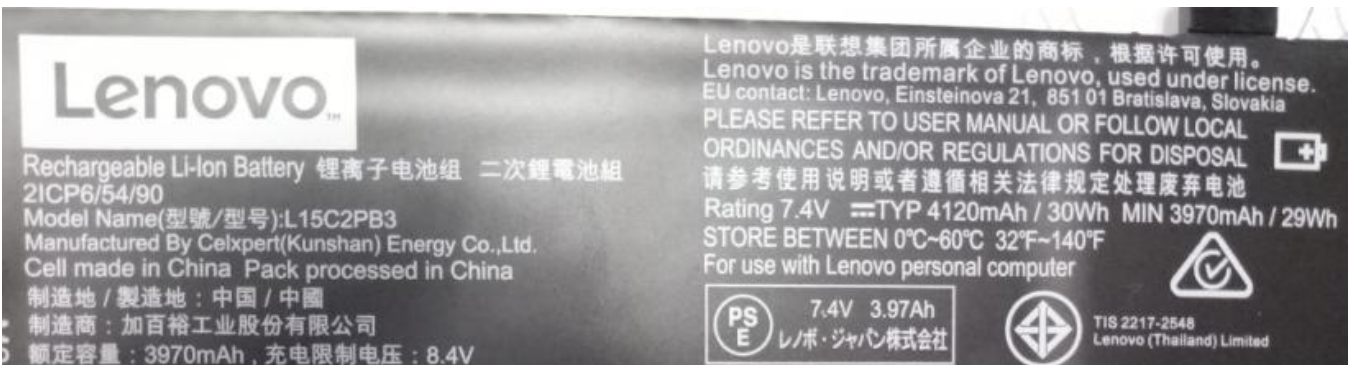 Lenovo™
Rechargeable Li-Ion Battery 锂离子电池组 二次鋰電池組
2ICP6/54/90
Model Name(型號/型号):L15C2PB3
Manufactured By Celxpert(Kunshan) Energy Co.,Ltd.
Cell made in China Pack processed in China
制造地 / 製造地：中国 / 中國
制造商：加百裕工业股份有限公司
额定容量：3970mAh , 充电限制电压：8.4V
Lenovo是联想集团所属企业的商标，根据许可使用。
Lenovo is the trademark of Lenovo, used under license.
EU contact: Lenovo, Einsteinova 21, 851 01 Bratislava, Slovakia
PLEASE REFER TO USER MANUAL OR FOLLOW LOCAL
ORDINANCES AND/OR REGULATIONS FOR DISPOSAL
请参考使用说明或者遵循相关法律规定处理废弃电池
Rating 7.4V ⎓TYP 4120mAh / 30Wh MIN 3970mAh / 29Wh
STORE BETWEEN 0℃~60℃ 32℉~140℉
For use with Lenovo personal computer
PS
E
7.4V 3.97Ah
レノボ・ジャパン株式会社
TIS 2217-2548
Lenovo (Thailand) Limited